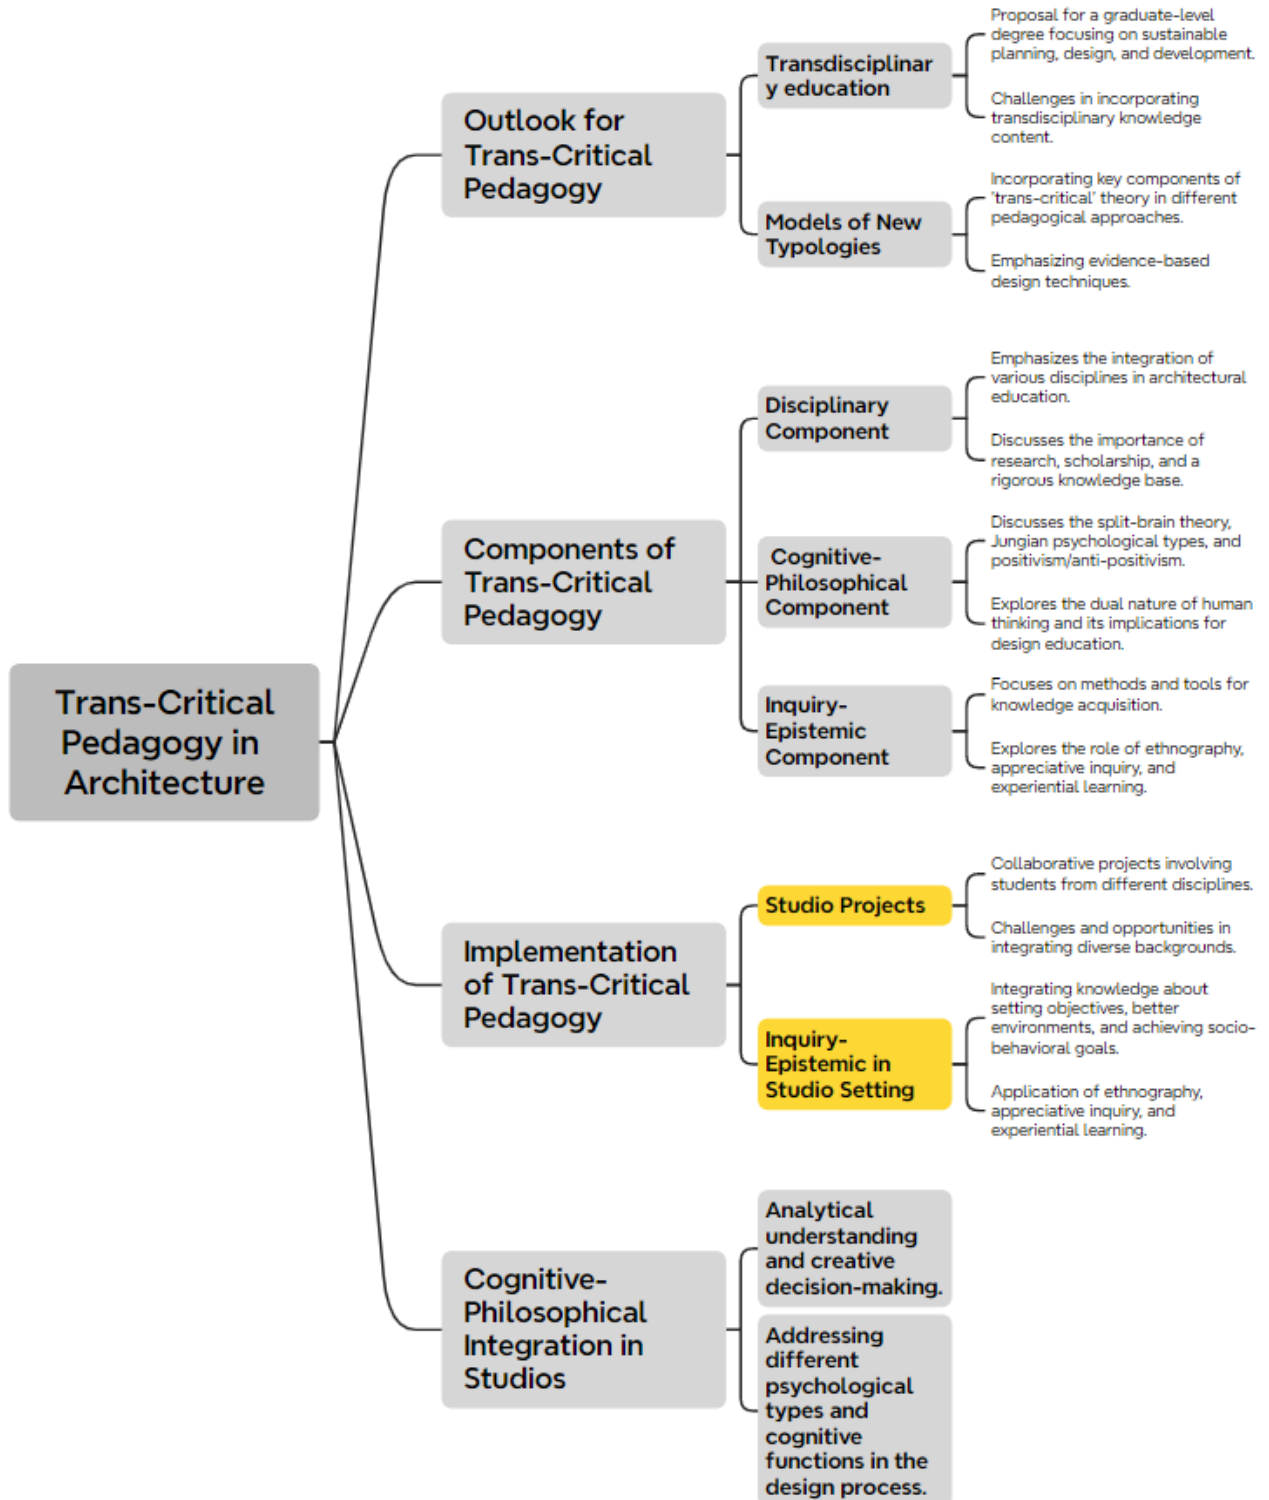 Trans-Critical
Pedagogy in
Architecture
Outlook for
Trans-Critical
Pedagogy
Transdisciplinar
y education
Proposal for a graduate-level
degree focusing on sustainable
planning, design, and development.
Challenges in incorporating
transdisciplinary knowledge
content.
Models of New
Typologies
Incorporating key components of
'trans-critical' theory in different
pedagogical approaches.
Emphasizing evidence-based
design techniques.
Components of
Trans-Critical
Pedagogy
Disciplinary
Component
Emphasizes the integration of
various disciplines in architectural
education.
Discusses the importance of
research, scholarship, and a
rigorous knowledge base.
Cognitive-
Philosophical
Component
Discusses the split-brain theory,
Jungian psychological types, and
positivism/anti-positivism.
Explores the dual nature of human
thinking and its implications for
design education.
Inquiry-
Epistemic
Component
Focuses on methods and tools for
knowledge acquisition.
Explores the role of ethnography,
appreciative inquiry, and
experiential learning.
Implementation
of Trans-Critical
Pedagogy
Studio Projects
Collaborative projects involving
students from different disciplines.
Challenges and opportunities in
integrating diverse backgrounds.
Inquiry-
Epistemic in
Studio Setting
Integrating knowledge about
setting objectives, better
environments, and achieving socio-
behavioral goals.
Application of ethnography,
appreciative inquiry, and
experiential learning.
Cognitive-
Philosophical
Integration in
Studios
Analytical
understanding
and creative
decision-making.
Addressing
different
psychological
types and
cognitive
functions in the
design process.